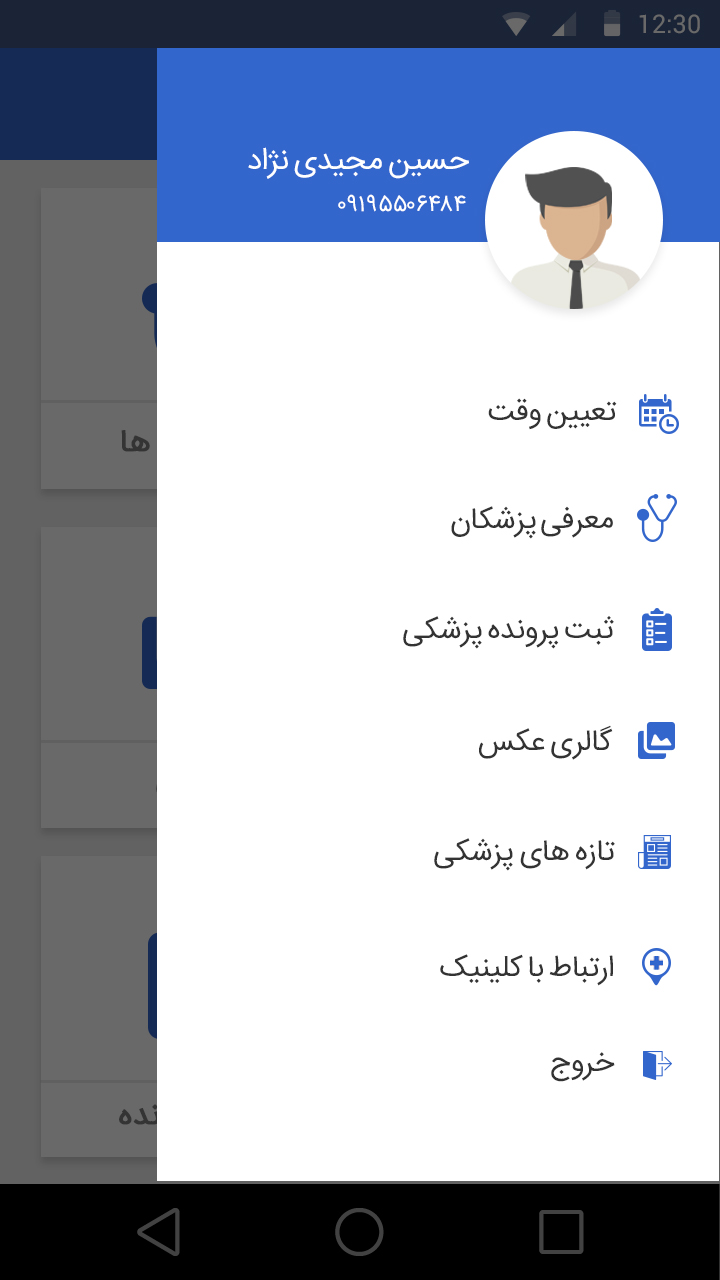 12:30
حسین مجیدی نژاد
۰۹۱۹۵۵۰۶۴۸۴
تعیین وقت
معرفی پزشکان
ثبت پرونده پزشکی
گالری عکس
تازه های پزشکی
ارتباط با کلینیک
خروج
ها